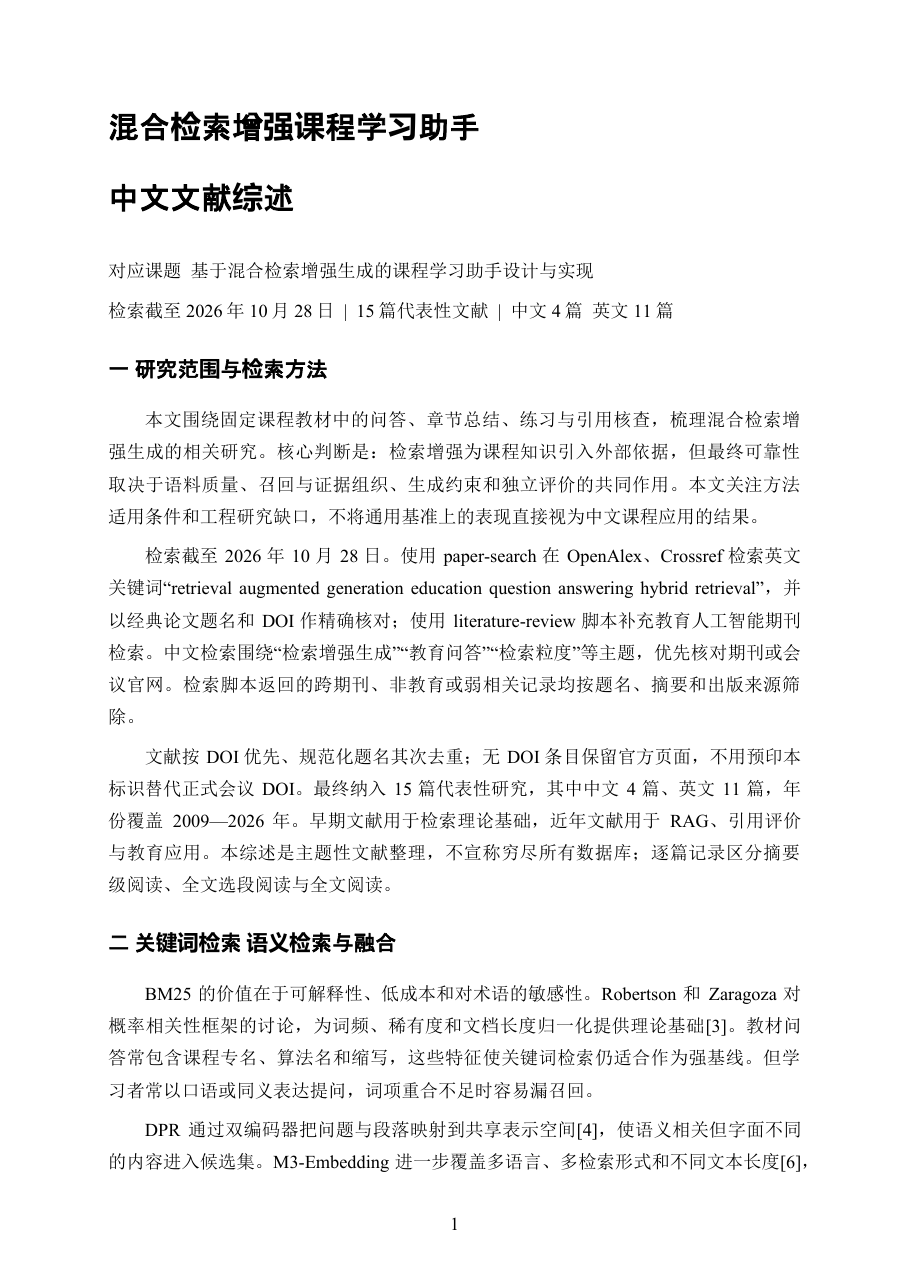 混合检索增强课程学习助手
中文文献综述
对应课题 基于混合检索增强生成的课程学习助手设计与实现
检索截至 2026 年 10 月 28 日 | 15 篇代表性文献 | 中文 4 篇 英文 11 篇
一 研究范围与检索方法
本文围绕固定课程教材中的问答、章节总结、练习与引用核查，梳理混合检索增
强生成的相关研究。核心判断是：检索增强为课程知识引入外部依据，但最终可靠性
取决于语料质量、召回与证据组织、生成约束和独立评价的共同作用。本文关注方法
适用条件和工程研究缺口，不将通用基准上的表现直接视为中文课程应用的结果。
检索截至 2026 年 10 月 28 日。使用 paper-search 在 OpenAlex、Crossref 检索英文
关键词“retrieval augmented generation education question answering hybrid retrieval”，并
以经典论文题名和 DOI 作精确核对；使用 literature-review 脚本补充教育人工智能期刊
检索。中文检索围绕“检索增强生成”“教育问答”“检索粒度”等主题，优先核对期刊或会
议官网。检索脚本返回的跨期刊、非教育或弱相关记录均按题名、摘要和出版来源筛
除。
文献按 DOI 优先、规范化题名其次去重；无 DOI 条目保留官方页面，不用预印本
标识替代正式会议 DOI。最终纳入 15 篇代表性研究，其中中文 4 篇、英文 11 篇，年
份覆盖 2009—2026 年。早期文献用于检索理论基础，近年文献用于 RAG、引用评价
与教育应用。本综述是主题性文献整理，不宣称穷尽所有数据库；逐篇记录区分摘要
级阅读、全文选段阅读与全文阅读。
二 关键词检索 语义检索与融合
BM25 的价值在于可解释性、低成本和对术语的敏感性。Robertson 和 Zaragoza 对
概率相关性框架的讨论，为词频、稀有度和文档长度归一化提供理论基础[3]。教材问
答常包含课程专名、算法名和缩写，这些特征使关键词检索仍适合作为强基线。但学
习者常以口语或同义表达提问，词项重合不足时容易漏召回。
DPR 通过双编码器把问题与段落映射到共享表示空间[4]，使语义相关但字面不同
的内容进入候选集。M3-Embedding 进一步覆盖多语言、多检索形式和不同文本长度[6]，
1